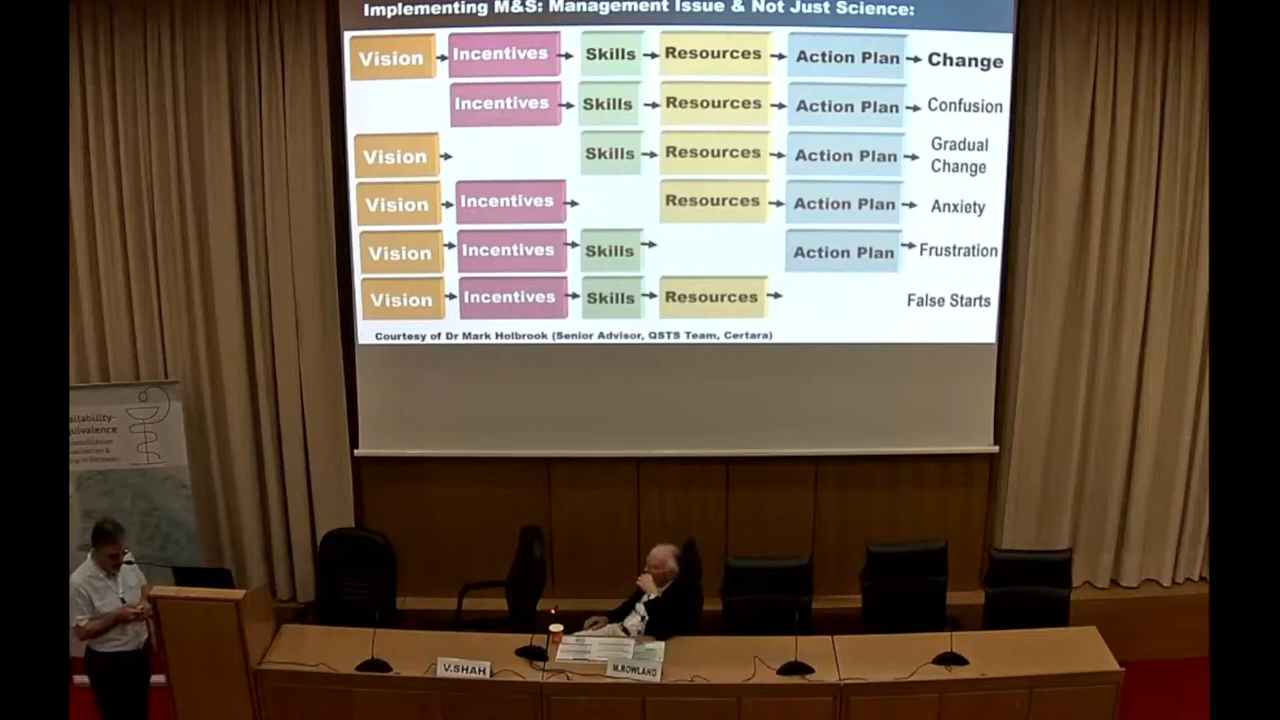 Implementing M&S: Management Issue & Not Just Science:
Vision Incentives Skills Resources Action Plan Change
Incentives Skills Resources Action Plan Confusion
Vision Skills Resources Action Plan Gradual Change
Vision Incentives Resources Action Plan Anxiety
Vision Incentives Skills Action Plan Frustration
Vision Incentives Skills Resources False Starts
Courtesy of Dr Mark Holbrook (Senior Advisor, QSTS Team, Certara)
V.SHAH
M.ROWLAND